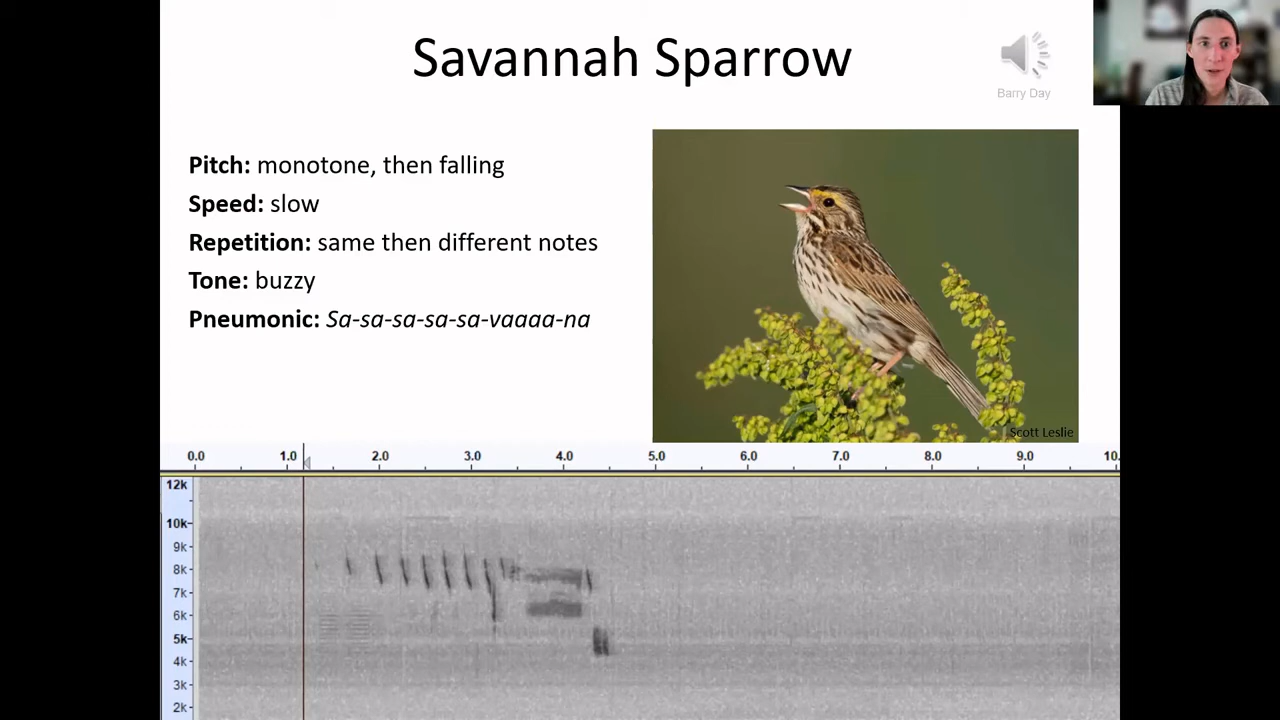 Savannah Sparrow
Barry Day
Pitch: monotone, then falling
Speed: slow
Repetition: same then different notes
Tone: buzzy
Pneumonic: Sa-sa-sa-sa-sa-vaaaa-na
Scott Leslie
0.0 1.0 2.0 3.0 4.0 5.0 6.0 7.0 8.0 9.0 10.
12k
10k
9k
8k
7k
6k
5k
4k
3k
2k